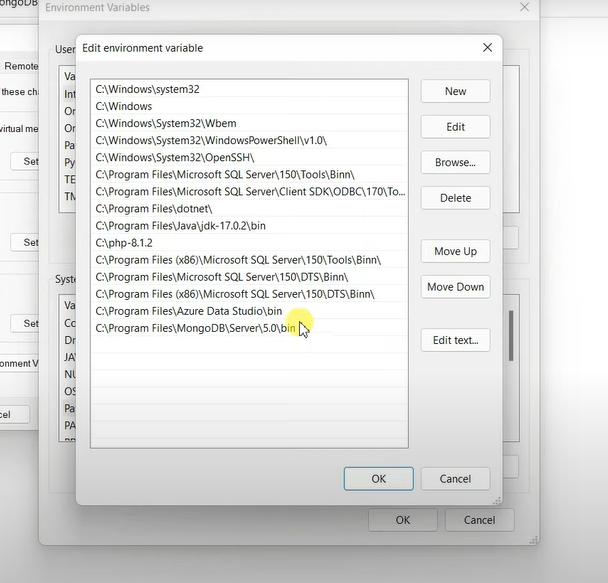 ongoDB
Environment Variables
Edit environment variable
User
Remote
Va
these cha
Int
Or
Or
virtual me
Pa
Set
Py
TE
TM
Set
Syste
Va
Co
Set
Dr
JA
NU
onment V
OS
Pa
cel
PA
C:\Windows\system32
C:\Windows
C:\Windows\System32\Wbem
C:\Windows\System32\WindowsPowerShell\v1.0\
C:\Windows\System32\OpenSSH\
C:\Program Files\Microsoft SQL Server\150\Tools\Binn\
C:\Program Files\Microsoft SQL Server\Client SDK\ODBC\170\To...
C:\Program Files\dotnet\
C:\Program Files\Java\jdk-17.0.2\bin
C:\php-8.1.2
C:\Program Files (x86)\Microsoft SQL Server\150\Tools\Binn\
C:\Program Files\Microsoft SQL Server\150\DTS\Binn\
C:\Program Files (x86)\Microsoft SQL Server\150\DTS\Binn\
C:\Program Files\Azure Data Studio\bin
C:\Program Files\MongoDB\Server\5.0\bin
New
Edit
Browse...
Delete
Move Up
Move Down
Edit text...
OK
Cancel
OK
Cancel